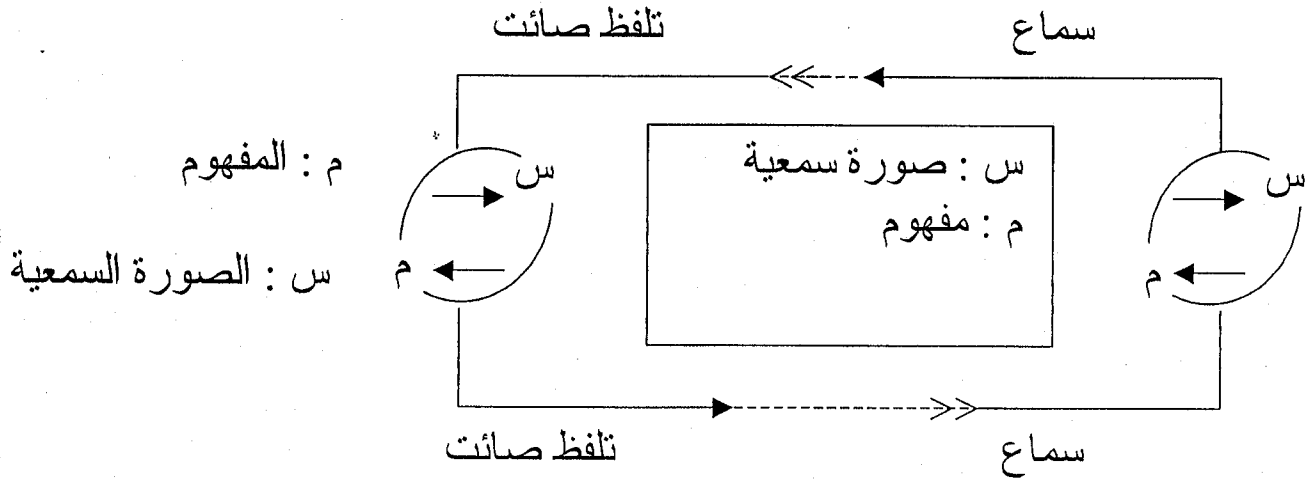 سماع
تلفظ صائت
س
س : صورة سمعية
م : مفهوم
م
س
م : المفهوم
م
س : الصورة السمعية
سماع
تلفظ صائت